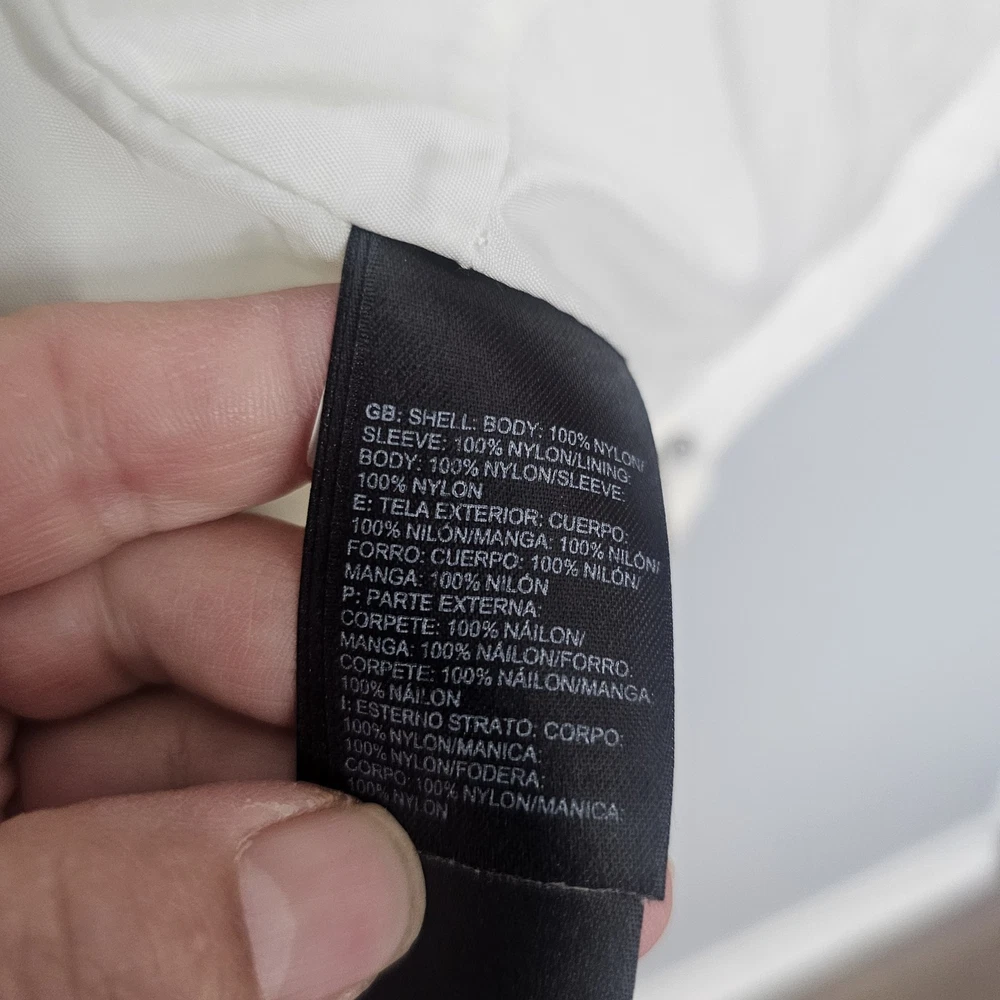 GB: SHELL: BODY: 100% NYLON/
SLEEVE: 100% NYLON/LINING:
BODY: 100% NYLON/SLEEVE:
100% NYLON
E: TELA EXTERIOR: CUERPO:
100% NILÓN/MANGA: 100% NILÓN/
FORRO: CUERPO: 100% NILÓN/
MANGA: 100% NILÓN
P: PARTE EXTERNA:
CORPETE: 100% NÁILON/
MANGA: 100% NÁILON/FORRO:
CORPETE: 100% NÁILON/MANGA:
100% NÁILON
I: ESTERNO STRATO: CORPO:
100% NYLON/MANICA:
100% NYLON/FODERA:
CORPO: 100% NYLON/MANICA:
100% NYLON